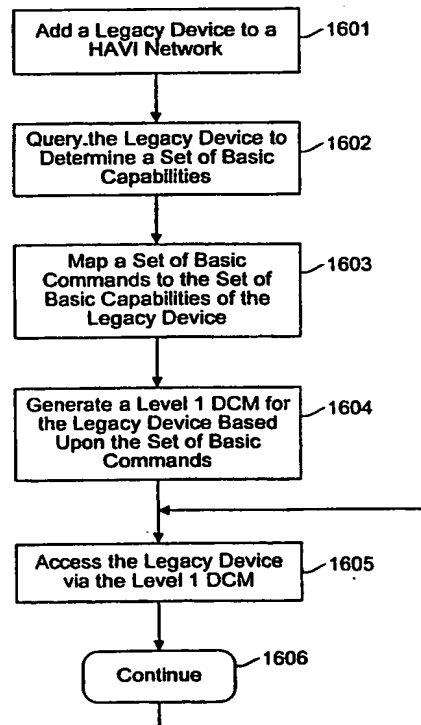 Add a Legacy Device to a
HAVI Network
1601
Query the Legacy Device to
Determine a Set of Basic
Capabilities
1602
Map a Set of Basic
Commands to the Set of
Basic Capabilities of the
Legacy Device
1603
Generate a Level 1 DCM for
the Legacy Device Based
Upon the Set of Basic
Commands
1604
Access the Legacy Device
via the Level 1 DCM
1605
Continue
1606